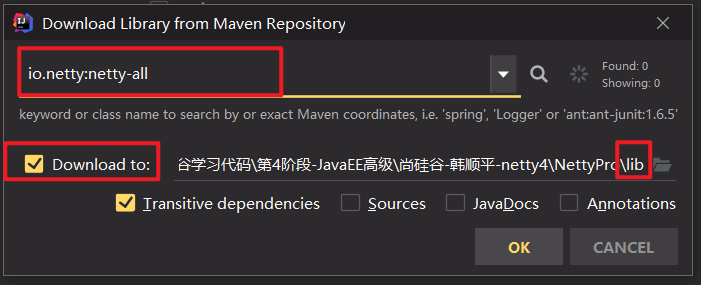 Download Library from Maven Repository
io.netty:netty-all
Found: 0
Showing: 0
keyword or class name to search by or exact Maven coordinates, i.e. 'spring', 'Logger' or 'ant:ant-junit:1.6.5'
Download to: 谷学习代码\第4阶段-JavaEE高级\尚硅谷-韩顺平-netty4\NettyPro\lib
Transitive dependencies Sources JavaDocs Annotations
OK CANCEL